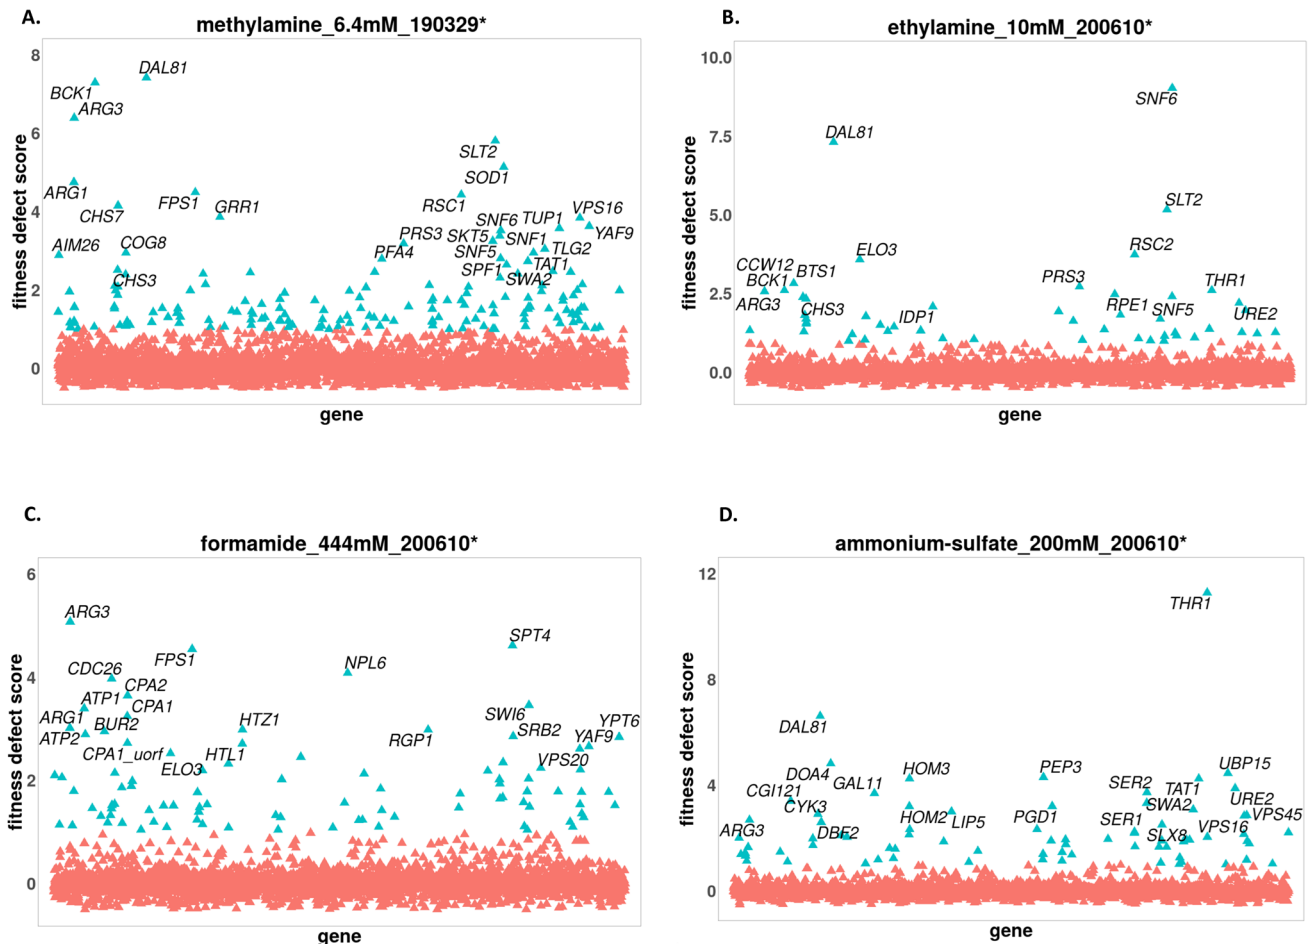 A.
methylamine_6.4mM_190329*
fitness defect score
8
6
4
2
0
DAL81
BCK1
ARG3
SLT2
SOD1
ARG1
FPS1
RSC1
CHS7
GRR1
VPS16
SNF6 TUP1
YAF9
PRS3
SKT5 SNF1
AIM26
COG8
PFA4
SNF5
TLG2
SPF1
TAT1
CHS3
SWA2
gene
B.
ethylamine_10mM_200610*
fitness defect score
10.0
7.5
5.0
2.5
0.0
SNF6
DAL81
SLT2
RSC2
ELO3
CCW12
BTS1
BCK1
PRS3
THR1
ARG3
CHS3
RPE1
SNF5
URE2
IDP1
gene
C.
formamide_444mM_200610*
fitness defect score
6
4
2
0
ARG3
SPT4
FPS1
NPL6
CDC26
CPA2
ATP1
CPA1
ARG1
BUR2
HTZ1
SWI6
YPT6
ATP2
RGP1
SRB2
YAF9
CPA1_uorf
HTL1
VPS20
ELO3
gene
D.
ammonium-sulfate_200mM_200610*
fitness defect score
12
8
4
0
THR1
DAL81
DOA4
HOM3
PEP3
UBP15
GAL11
SER2
TAT1
CGI121
URE2
CYK3
SWA2
HOM2
LIP5
PGD1
SER1
VPS45
ARG3
DBF2
SLX8
VPS16
gene